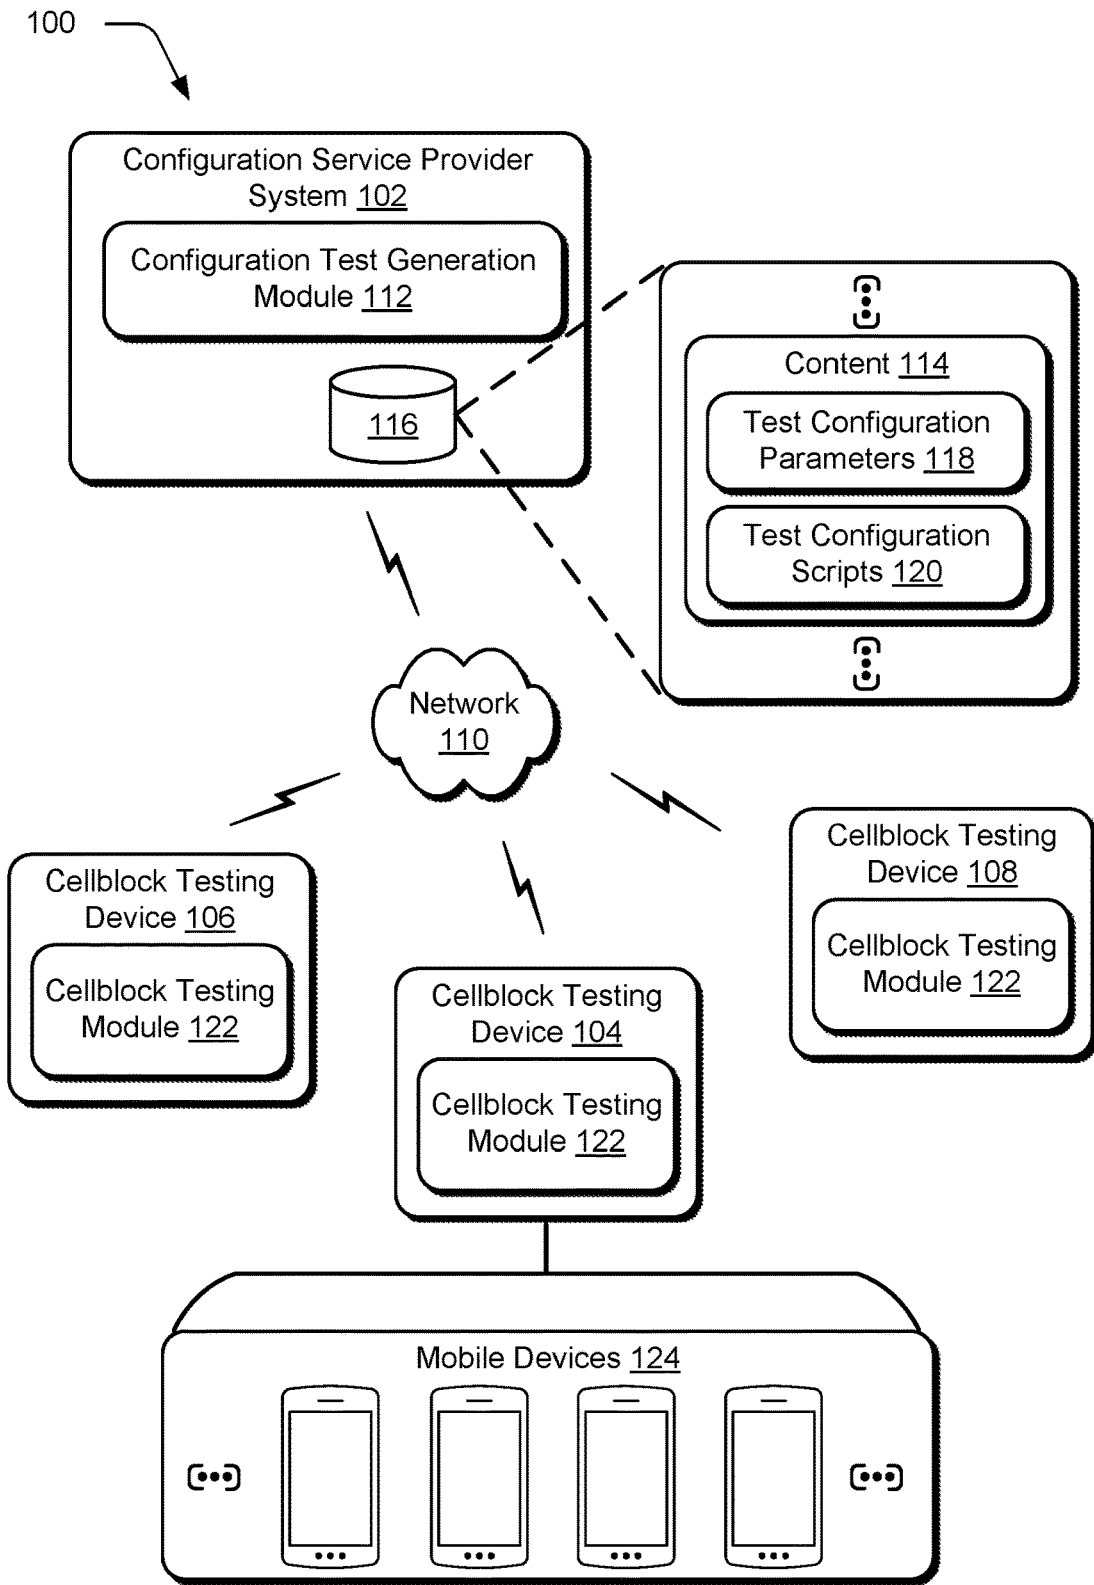 100
Configuration Service Provider
System 102
Configuration Test Generation
Module 112
116
Content 114
Test Configuration
Parameters 118
Test Configuration
Scripts 120
Network
110
Cellblock Testing
Device 106
Cellblock Testing
Module 122
Cellblock Testing
Device 104
Cellblock Testing
Module 122
Cellblock Testing
Device 108
Cellblock Testing
Module 122
Mobile Devices 124